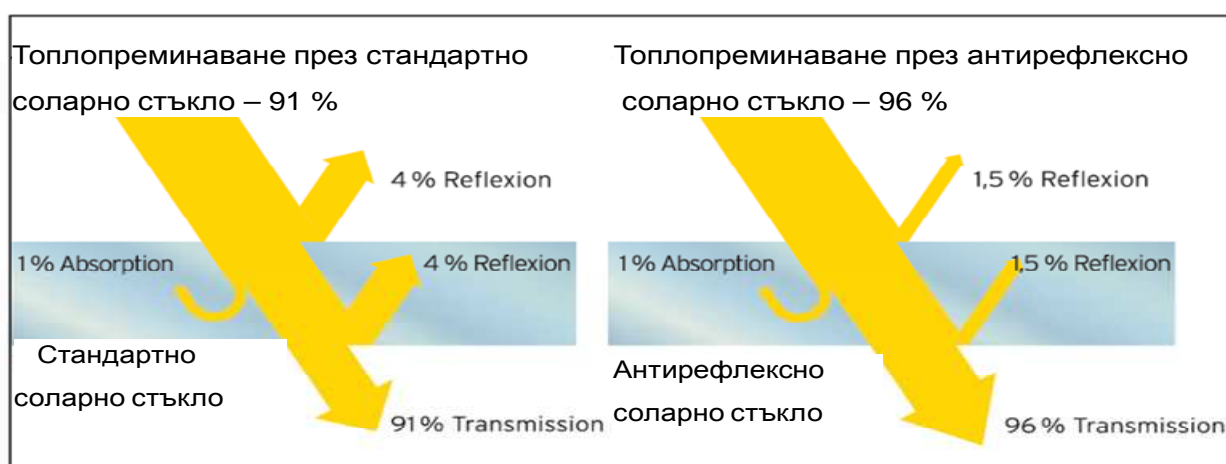 Топлопреминаване през стандартно
соларно стъкло – 91 %
4 % Reflexion
1 % Absorption
4 % Reflexion
Стандартно
соларно стъкло
91 % Transmission
Топлопреминаване през антирефлексно
соларно стъкло – 96 %
1,5 % Reflexion
1 % Absorption
1,5 % Reflexion
Антирефлексно
соларно стъкло
96 % Transmission